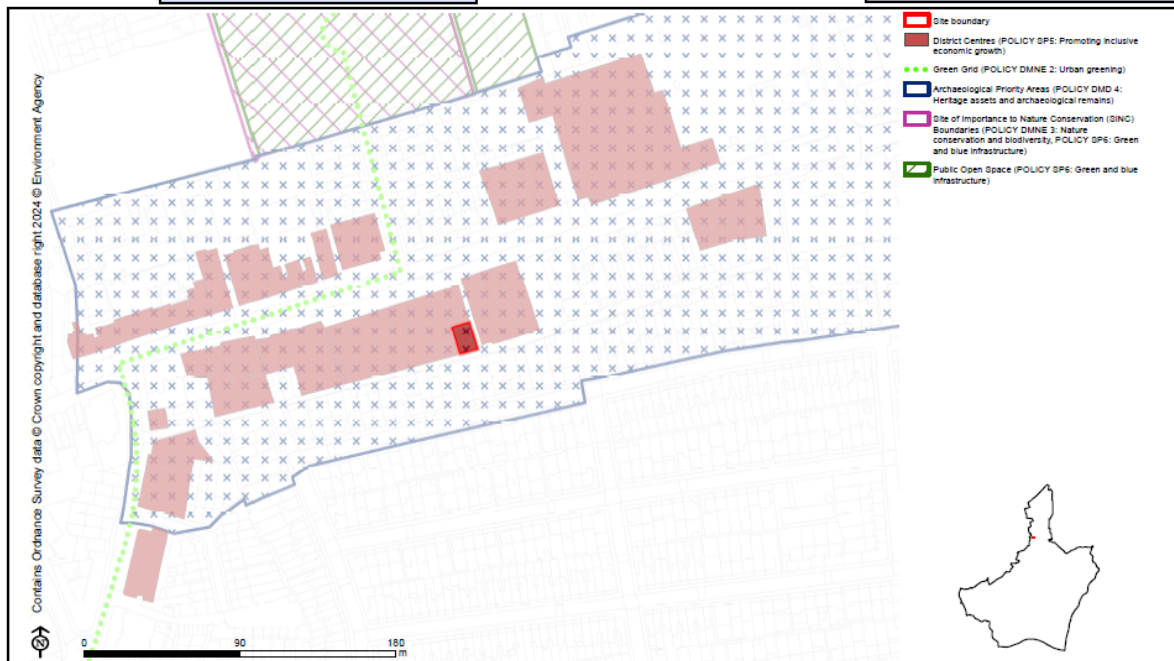 Site boundary
District Centres (POLICY SP5: Promoting inclusive
economic growth)
Green Grid (POLICY DMNE 2: Urban greening)
Archaeological Priority Areas (POLICY DMD 4:
Heritage assets and archaeological remains)
Site of Importance to Nature Conservation (SINC)
Boundaries (POLICY DMNE 3: Nature
conservation and biodiversity, POLICY SP6: Green
and blue infrastructure)
Public Open Space (POLICY SP6: Green and blue
infrastructure)
Contains Ordnance Survey data © Crown copyright and database right 2024 © Environment Agency
N
0 90 180
m